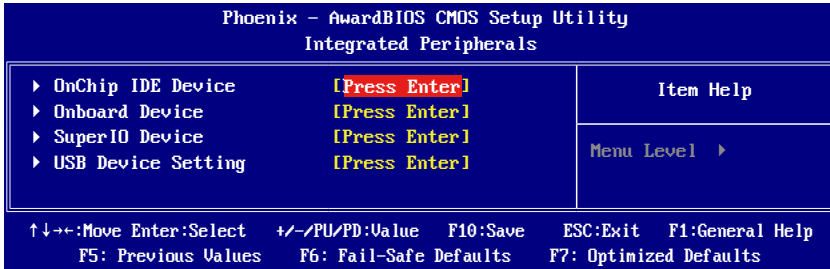 Phoenix - AwardBIOS CMOS Setup Utility
Integrated Peripherals
OnChip IDE Device [Press Enter] Item Help
Onboard Device [Press Enter]
SuperIO Device [Press Enter] Menu Level
USB Device Setting [Press Enter]
↑↓→←:Move Enter:Select +/-/PU/PD:Value F10:Save ESC:Exit F1:General Help
F5: Previous Values F6: Fail-Safe Defaults F7: Optimized Defaults